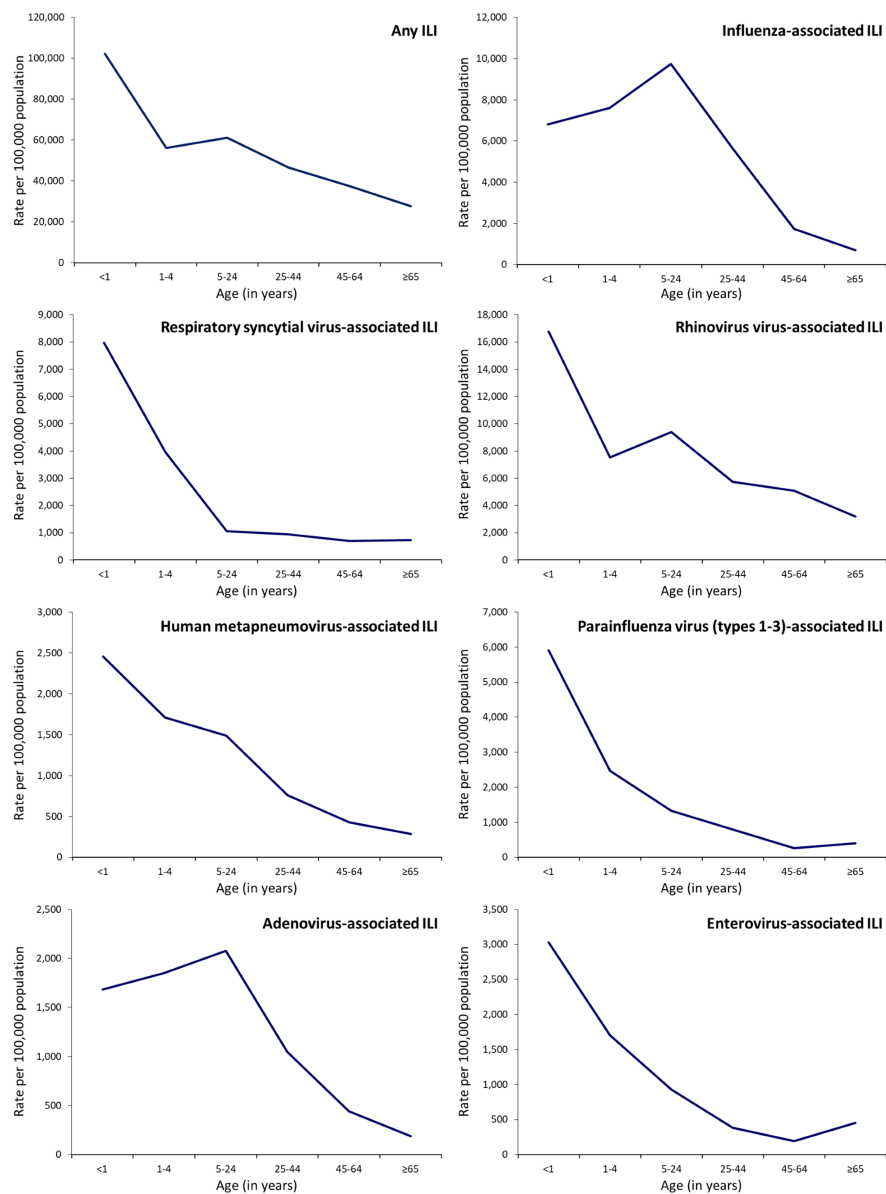 Any ILI
Rate per 100,000 population
120,000
100,000
80,000
60,000
40,000
20,000
0
<1 1-4 5-24 25-44 45-64 ≥65
Age (in years)
Influenza-associated ILI
Rate per 100,000 population
12,000
10,000
8,000
6,000
4,000
2,000
0
<1 1-4 5-24 25-44 45-64 ≥65
Age (in years)
Respiratory syncytial virus-associated ILI
Rate per 100,000 population
9,000
8,000
7,000
6,000
5,000
4,000
3,000
2,000
1,000
0
<1 1-4 5-24 25-44 45-64 ≥65
Age (in years)
Rhinovirus virus-associated ILI
Rate per 100,000 population
18,000
16,000
14,000
12,000
10,000
8,000
6,000
4,000
2,000
0
<1 1-4 5-24 25-44 45-64 ≥65
Age (in years)
Human metapneumovirus-associated ILI
Rate per 100,000 population
3,000
2,500
2,000
1,500
1,000
500
0
<1 1-4 5-24 25-44 45-64 ≥65
Age (in years)
Parainfluenza virus (types 1-3)-associated ILI
Rate per 100,000 population
7,000
6,000
5,000
4,000
3,000
2,000
1,000
0
<1 1-4 5-24 25-44 45-64 ≥65
Age (in years)
Adenovirus-associated ILI
Rate per 100,000 population
2,500
2,000
1,500
1,000
500
0
<1 1-4 5-24 25-44 45-64 ≥65
Age (in years)
Enterovirus-associated ILI
Rate per 100,000 population
3,500
3,000
2,500
2,000
1,500
1,000
500
0
<1 1-4 5-24 25-44 45-64 ≥65
Age (in years)